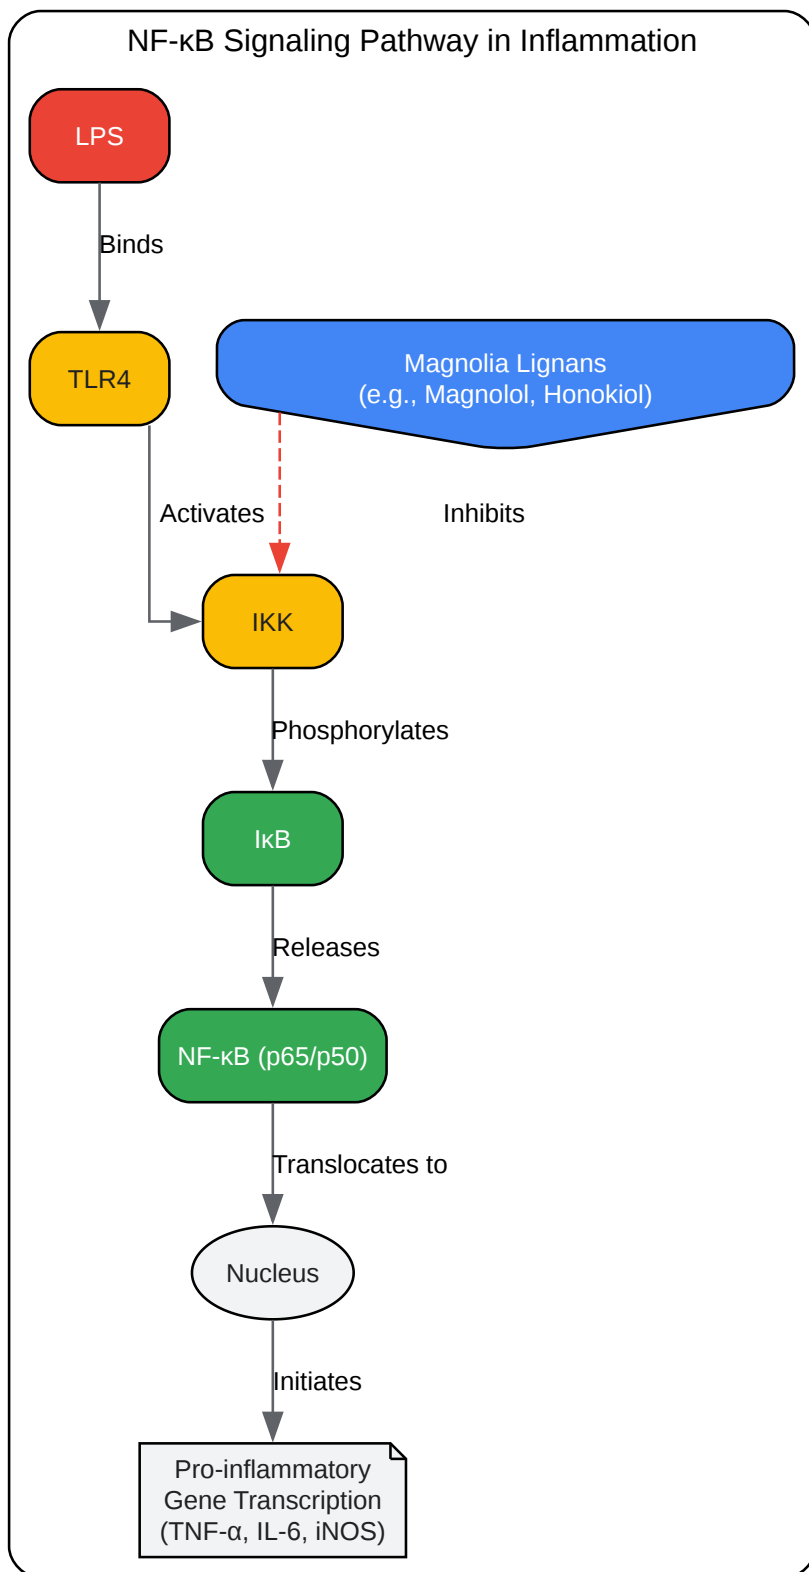 NF-κB Signaling Pathway in Inflammation
LPS
Binds
TLR4
Magnolia Lignans
(e.g., Magnolol, Honokiol)
Activates
Inhibits
IKK
Phosphorylates
IκB
Releases
NF-κB (p65/p50)
Translocates to
Nucleus
Initiates
Pro-inflammatory
Gene Transcription
(TNF-α, IL-6, iNOS)